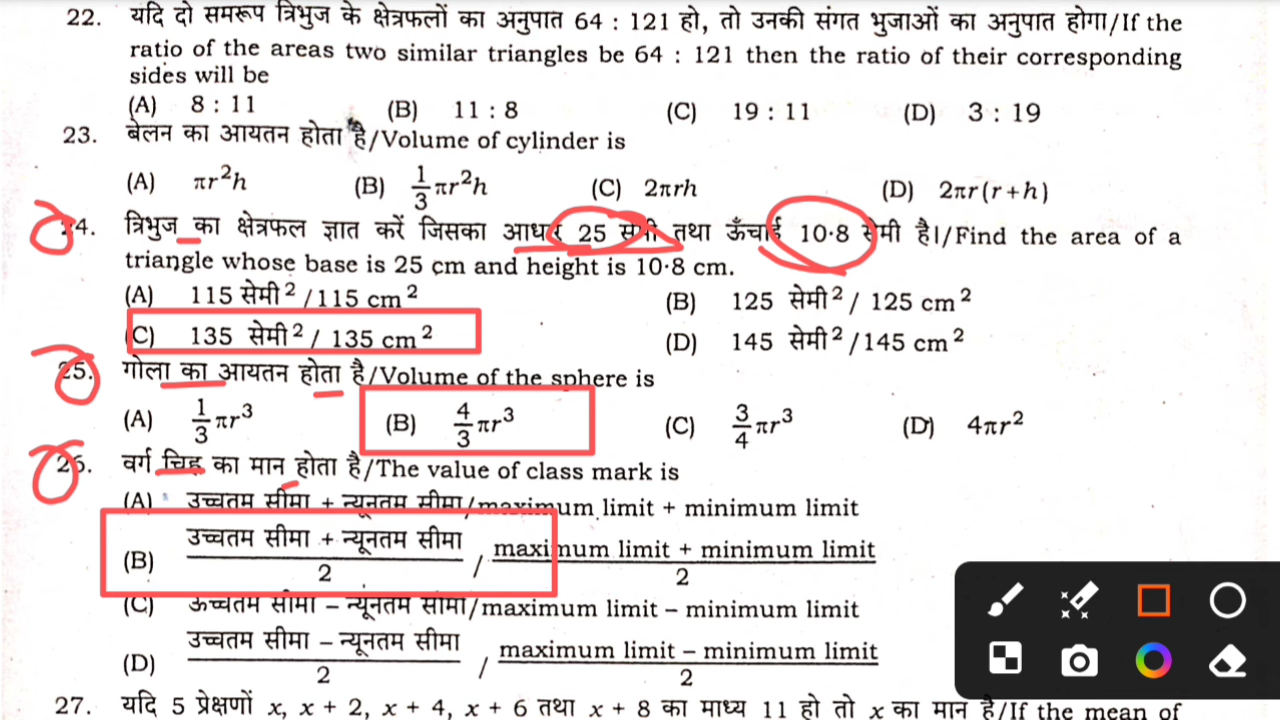 22. यदि दो समरूप त्रिभुज के क्षेत्रफलों का अनुपात 64 : 121 हो, तो उनकी संगत भुजाओं का अनुपात होगा/If the
ratio of the areas two similar triangles be 64 : 121 then the ratio of their corresponding
sides will be
(A) 8 : 11 (B) 11 : 8 (C) 19 : 11 (D) 3 : 19
23. बेलन का आयतन होता है/Volume of cylinder is
(A) πr²h (B) 1/3 πr²h (C) 2πrh (D) 2πr(r+h)
24. त्रिभुज का क्षेत्रफल ज्ञात करें जिसका आधार 25 सेमी तथा ऊँचाई 10·8 सेमी है।/Find the area of a
triangle whose base is 25 cm and height is 10·8 cm.
(A) 115 सेमी² /115 cm² (B) 125 सेमी² / 125 cm²
(C) 135 सेमी² / 135 cm² (D) 145 सेमी² /145 cm²
25. गोला का आयतन होता है/Volume of the sphere is
(A) 1/3 πr³ (B) 4/3 πr³ (C) 3/4 πr³ (D) 4πr²
26. वर्ग चिह्न का मान होता है/The value of class mark is
(A) उच्चतम सीमा + न्यूनतम सीमा/maximum limit + minimum limit
(B) उच्चतम सीमा + न्यूनतम सीमा / maximum limit + minimum limit
2 2
(C) ऊच्चतम सीमा – न्यूनतम सीमा/maximum limit – minimum limit
(D) उच्चतम सीमा – न्यूनतम सीमा / maximum limit – minimum limit
2 2
27. यदि 5 प्रेक्षणों x, x + 2, x + 4, x + 6 तथा x + 8 का माध्य 11 हो तो x का मान है/If the mean of